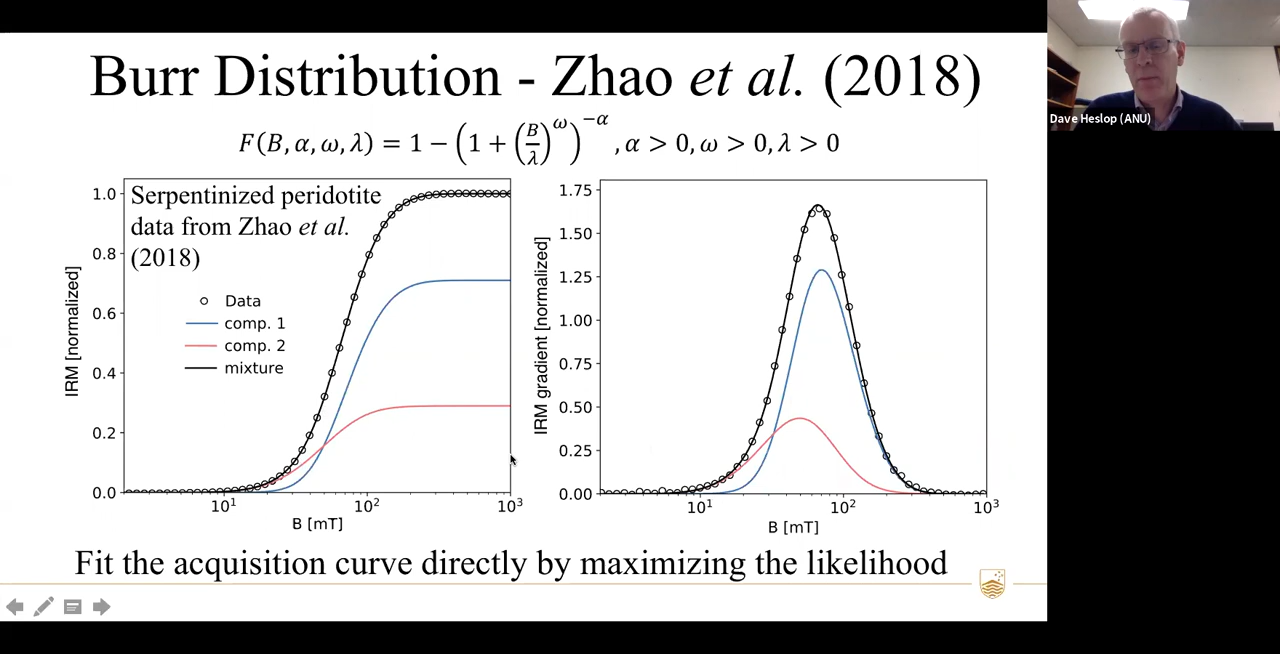 Burr Distribution - Zhao et al. (2018)
F(B, α, ω, λ) = 1 − (1 + (B/λ)^ω)^−α , α > 0, ω > 0, λ > 0
Dave Heslop (ANU)
Serpentinized peridotite
data from Zhao et al.
(2018)
Data
comp. 1
comp. 2
mixture
IRM [normalized]
1.0
0.8
0.6
0.4
0.2
0.0
10^1 10^2 10^3
B [mT]
IRM gradient [normalized]
1.75
1.50
1.25
1.00
0.75
0.50
0.25
0.00
10^1 10^2 10^3
B [mT]
Fit the acquisition curve directly by maximizing the likelihood